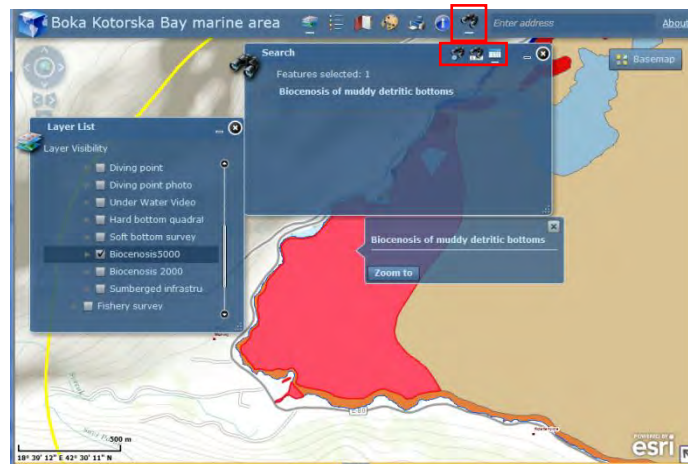 Boka Kotorska Bay marine area
Enter address
About
Search
Features selected: 1
Biocenosis of muddy detritic bottoms
Basemap
Layer List
Layer Visibility
Diving point
Diving point photo
Under Water Video
Hard bottom quadrat
Soft bottom survey
Biocenosis5000
Biocenosis 2000
Sumberged infrastru
Fishery survey
Biocenosis of muddy detritic bottoms
Zoom to
E 80
500 m
18° 39' 12" E 42° 30' 11" N
POWERED BY
esri
N